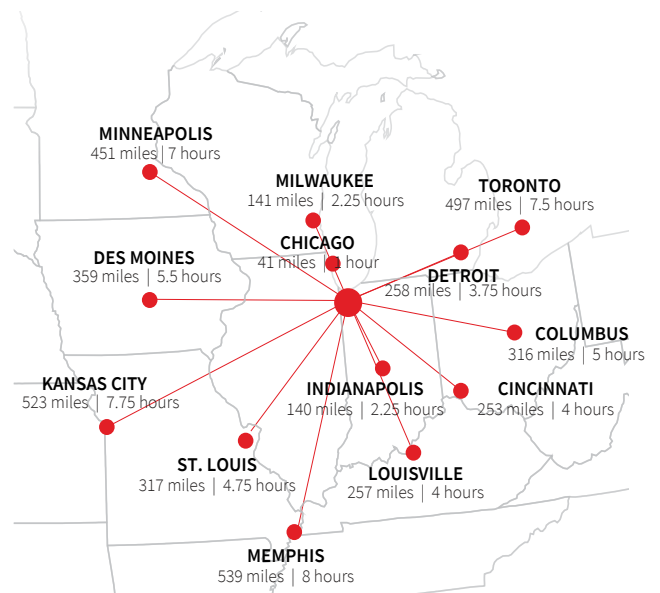 MINNEAPOLIS
451 miles | 7 hours
MILWAUKEE
141 miles | 2.25 hours
TORONTO
497 miles | 7.5 hours
CHICAGO
41 miles | 1 hour
DES MOINES
359 miles | 5.5 hours
DETROIT
258 miles | 3.75 hours
COLUMBUS
316 miles | 5 hours
KANSAS CITY
523 miles | 7.75 hours
INDIANAPOLIS
140 miles | 2.25 hours
CINCINNATI
253 miles | 4 hours
ST. LOUIS
317 miles | 4.75 hours
LOUISVILLE
257 miles | 4 hours
MEMPHIS
539 miles | 8 hours